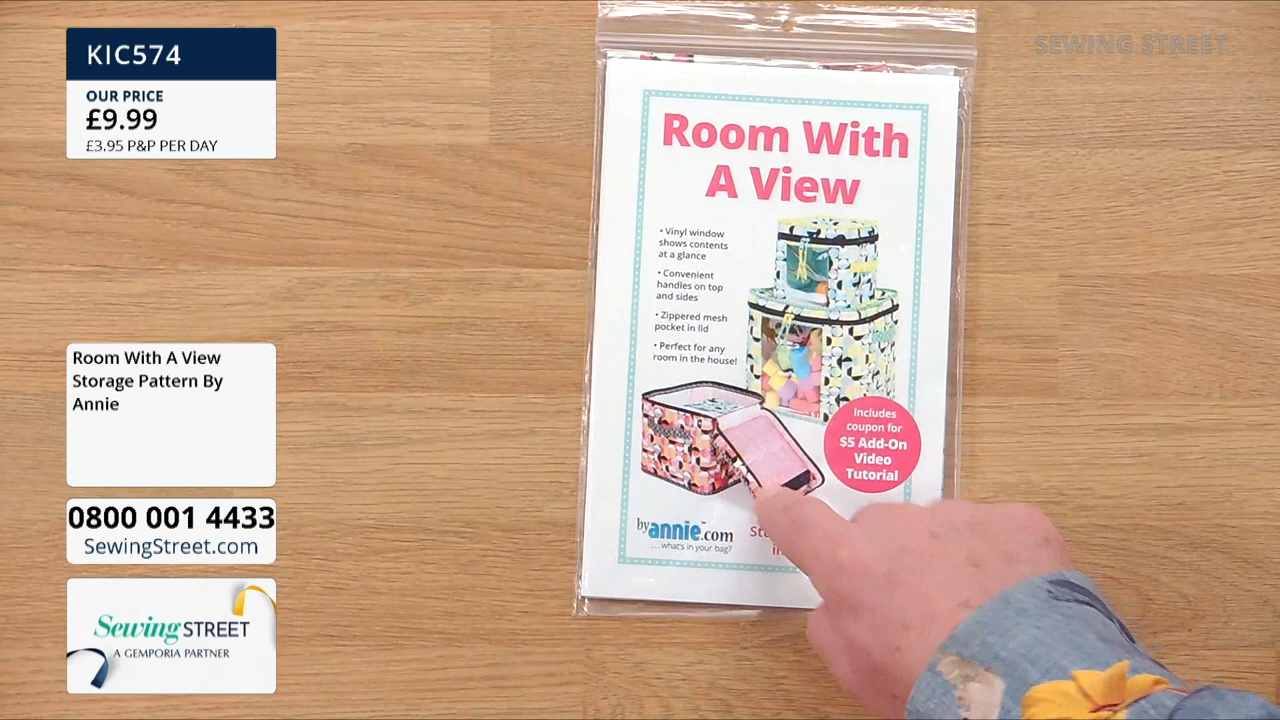 KIC574
OUR PRICE
£9.99
£3.95 P&P PER DAY
Room With A View
Storage Pattern By
Annie
0800 001 4433
SewingStreet.com
Sewing STREET
A GEMPORIA PARTNER
SEWING STREET
Room With
A View
• Vinyl window
shows contents
at a glance
• Convenient
handles on top
and sides
• Zippered mesh
pocket in lid
• Perfect for any
room in the house!
Includes
coupon for
$5 Add-On
Video
Tutorial
byannie.com
....what's in your bag?